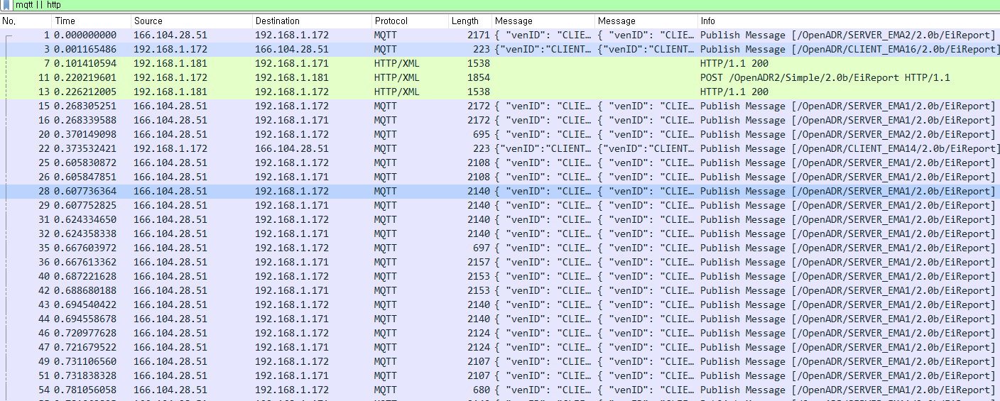 mqtt || http
No. Time Source Destination Protocol Length Message Message Info
1 0.000000000 166.104.28.51 192.168.1.172 MQTT 2171 { "venID": "CLIE… { "venID": "CLIE… Publish Message [/OpenADR/SERVER_EMA2/2.0b/EiReport]
3 0.001165486 192.168.1.172 166.104.28.51 MQTT 223 {"venID":"CLIENT… {"venID":"CLIENT… Publish Message [/OpenADR/CLIENT_EMA16/2.0b/EiReport]
7 0.101410594 192.168.1.181 192.168.1.171 HTTP/XML 1538 HTTP/1.1 200
11 0.220219601 192.168.1.172 192.168.1.181 HTTP/XML 1854 POST /OpenADR2/Simple/2.0b/EiReport HTTP/1.1
13 0.226212005 192.168.1.181 192.168.1.172 HTTP/XML 1538 HTTP/1.1 200
15 0.268305251 166.104.28.51 192.168.1.172 MQTT 2172 { "venID": "CLIE… { "venID": "CLIE… Publish Message [/OpenADR/SERVER_EMA1/2.0b/EiReport]
16 0.268339588 166.104.28.51 192.168.1.171 MQTT 2172 { "venID": "CLIE… { "venID": "CLIE… Publish Message [/OpenADR/SERVER_EMA1/2.0b/EiReport]
20 0.370149098 166.104.28.51 192.168.1.172 MQTT 695 { "venID": "CLIE… { "venID": "CLIE… Publish Message [/OpenADR/SERVER_EMA2/2.0b/EiReport]
22 0.373532421 192.168.1.172 166.104.28.51 MQTT 223 {"venID":"CLIENT… {"venID":"CLIENT… Publish Message [/OpenADR/CLIENT_EMA14/2.0b/EiReport]
25 0.605830872 166.104.28.51 192.168.1.172 MQTT 2108 { "venID": "CLIE… { "venID": "CLIE… Publish Message [/OpenADR/SERVER_EMA1/2.0b/EiReport]
26 0.605847851 166.104.28.51 192.168.1.171 MQTT 2108 { "venID": "CLIE… { "venID": "CLIE… Publish Message [/OpenADR/SERVER_EMA1/2.0b/EiReport]
28 0.607736364 166.104.28.51 192.168.1.172 MQTT 2140 { "venID": "CLIE… { "venID": "CLIE… Publish Message [/OpenADR/SERVER_EMA1/2.0b/EiReport]
29 0.607752825 166.104.28.51 192.168.1.171 MQTT 2140 { "venID": "CLIE… { "venID": "CLIE… Publish Message [/OpenADR/SERVER_EMA1/2.0b/EiReport]
31 0.624334650 166.104.28.51 192.168.1.172 MQTT 2140 { "venID": "CLIE… { "venID": "CLIE… Publish Message [/OpenADR/SERVER_EMA1/2.0b/EiReport]
32 0.624358338 166.104.28.51 192.168.1.171 MQTT 2140 { "venID": "CLIE… { "venID": "CLIE… Publish Message [/OpenADR/SERVER_EMA1/2.0b/EiReport]
35 0.667603972 166.104.28.51 192.168.1.172 MQTT 697 { "venID": "CLIE… { "venID": "CLIE… Publish Message [/OpenADR/SERVER_EMA1/2.0b/EiReport]
36 0.667613362 166.104.28.51 192.168.1.171 MQTT 2157 { "venID": "CLIE… { "venID": "CLIE… Publish Message [/OpenADR/SERVER_EMA1/2.0b/EiReport]
40 0.687221628 166.104.28.51 192.168.1.172 MQTT 2153 { "venID": "CLIE… { "venID": "CLIE… Publish Message [/OpenADR/SERVER_EMA1/2.0b/EiReport]
42 0.688680188 166.104.28.51 192.168.1.171 MQTT 2153 { "venID": "CLIE… { "venID": "CLIE… Publish Message [/OpenADR/SERVER_EMA1/2.0b/EiReport]
43 0.694540422 166.104.28.51 192.168.1.172 MQTT 2140 { "venID": "CLIE… { "venID": "CLIE… Publish Message [/OpenADR/SERVER_EMA1/2.0b/EiReport]
44 0.694558678 166.104.28.51 192.168.1.171 MQTT 2140 { "venID": "CLIE… { "venID": "CLIE… Publish Message [/OpenADR/SERVER_EMA1/2.0b/EiReport]
46 0.720977628 166.104.28.51 192.168.1.172 MQTT 2124 { "venID": "CLIE… { "venID": "CLIE… Publish Message [/OpenADR/SERVER_EMA1/2.0b/EiReport]
47 0.721679522 166.104.28.51 192.168.1.171 MQTT 2124 { "venID": "CLIE… { "venID": "CLIE… Publish Message [/OpenADR/SERVER_EMA1/2.0b/EiReport]
49 0.731106560 166.104.28.51 192.168.1.172 MQTT 2107 { "venID": "CLIE… { "venID": "CLIE… Publish Message [/OpenADR/SERVER_EMA1/2.0b/EiReport]
51 0.731838328 166.104.28.51 192.168.1.171 MQTT 2107 { "venID": "CLIE… { "venID": "CLIE… Publish Message [/OpenADR/SERVER_EMA1/2.0b/EiReport]
54 0.781056058 166.104.28.51 192.168.1.172 MQTT 680 { "venID": "CLIE… { "venID": "CLIE… Publish Message [/OpenADR/SERVER_EMA1/2.0b/EiReport]